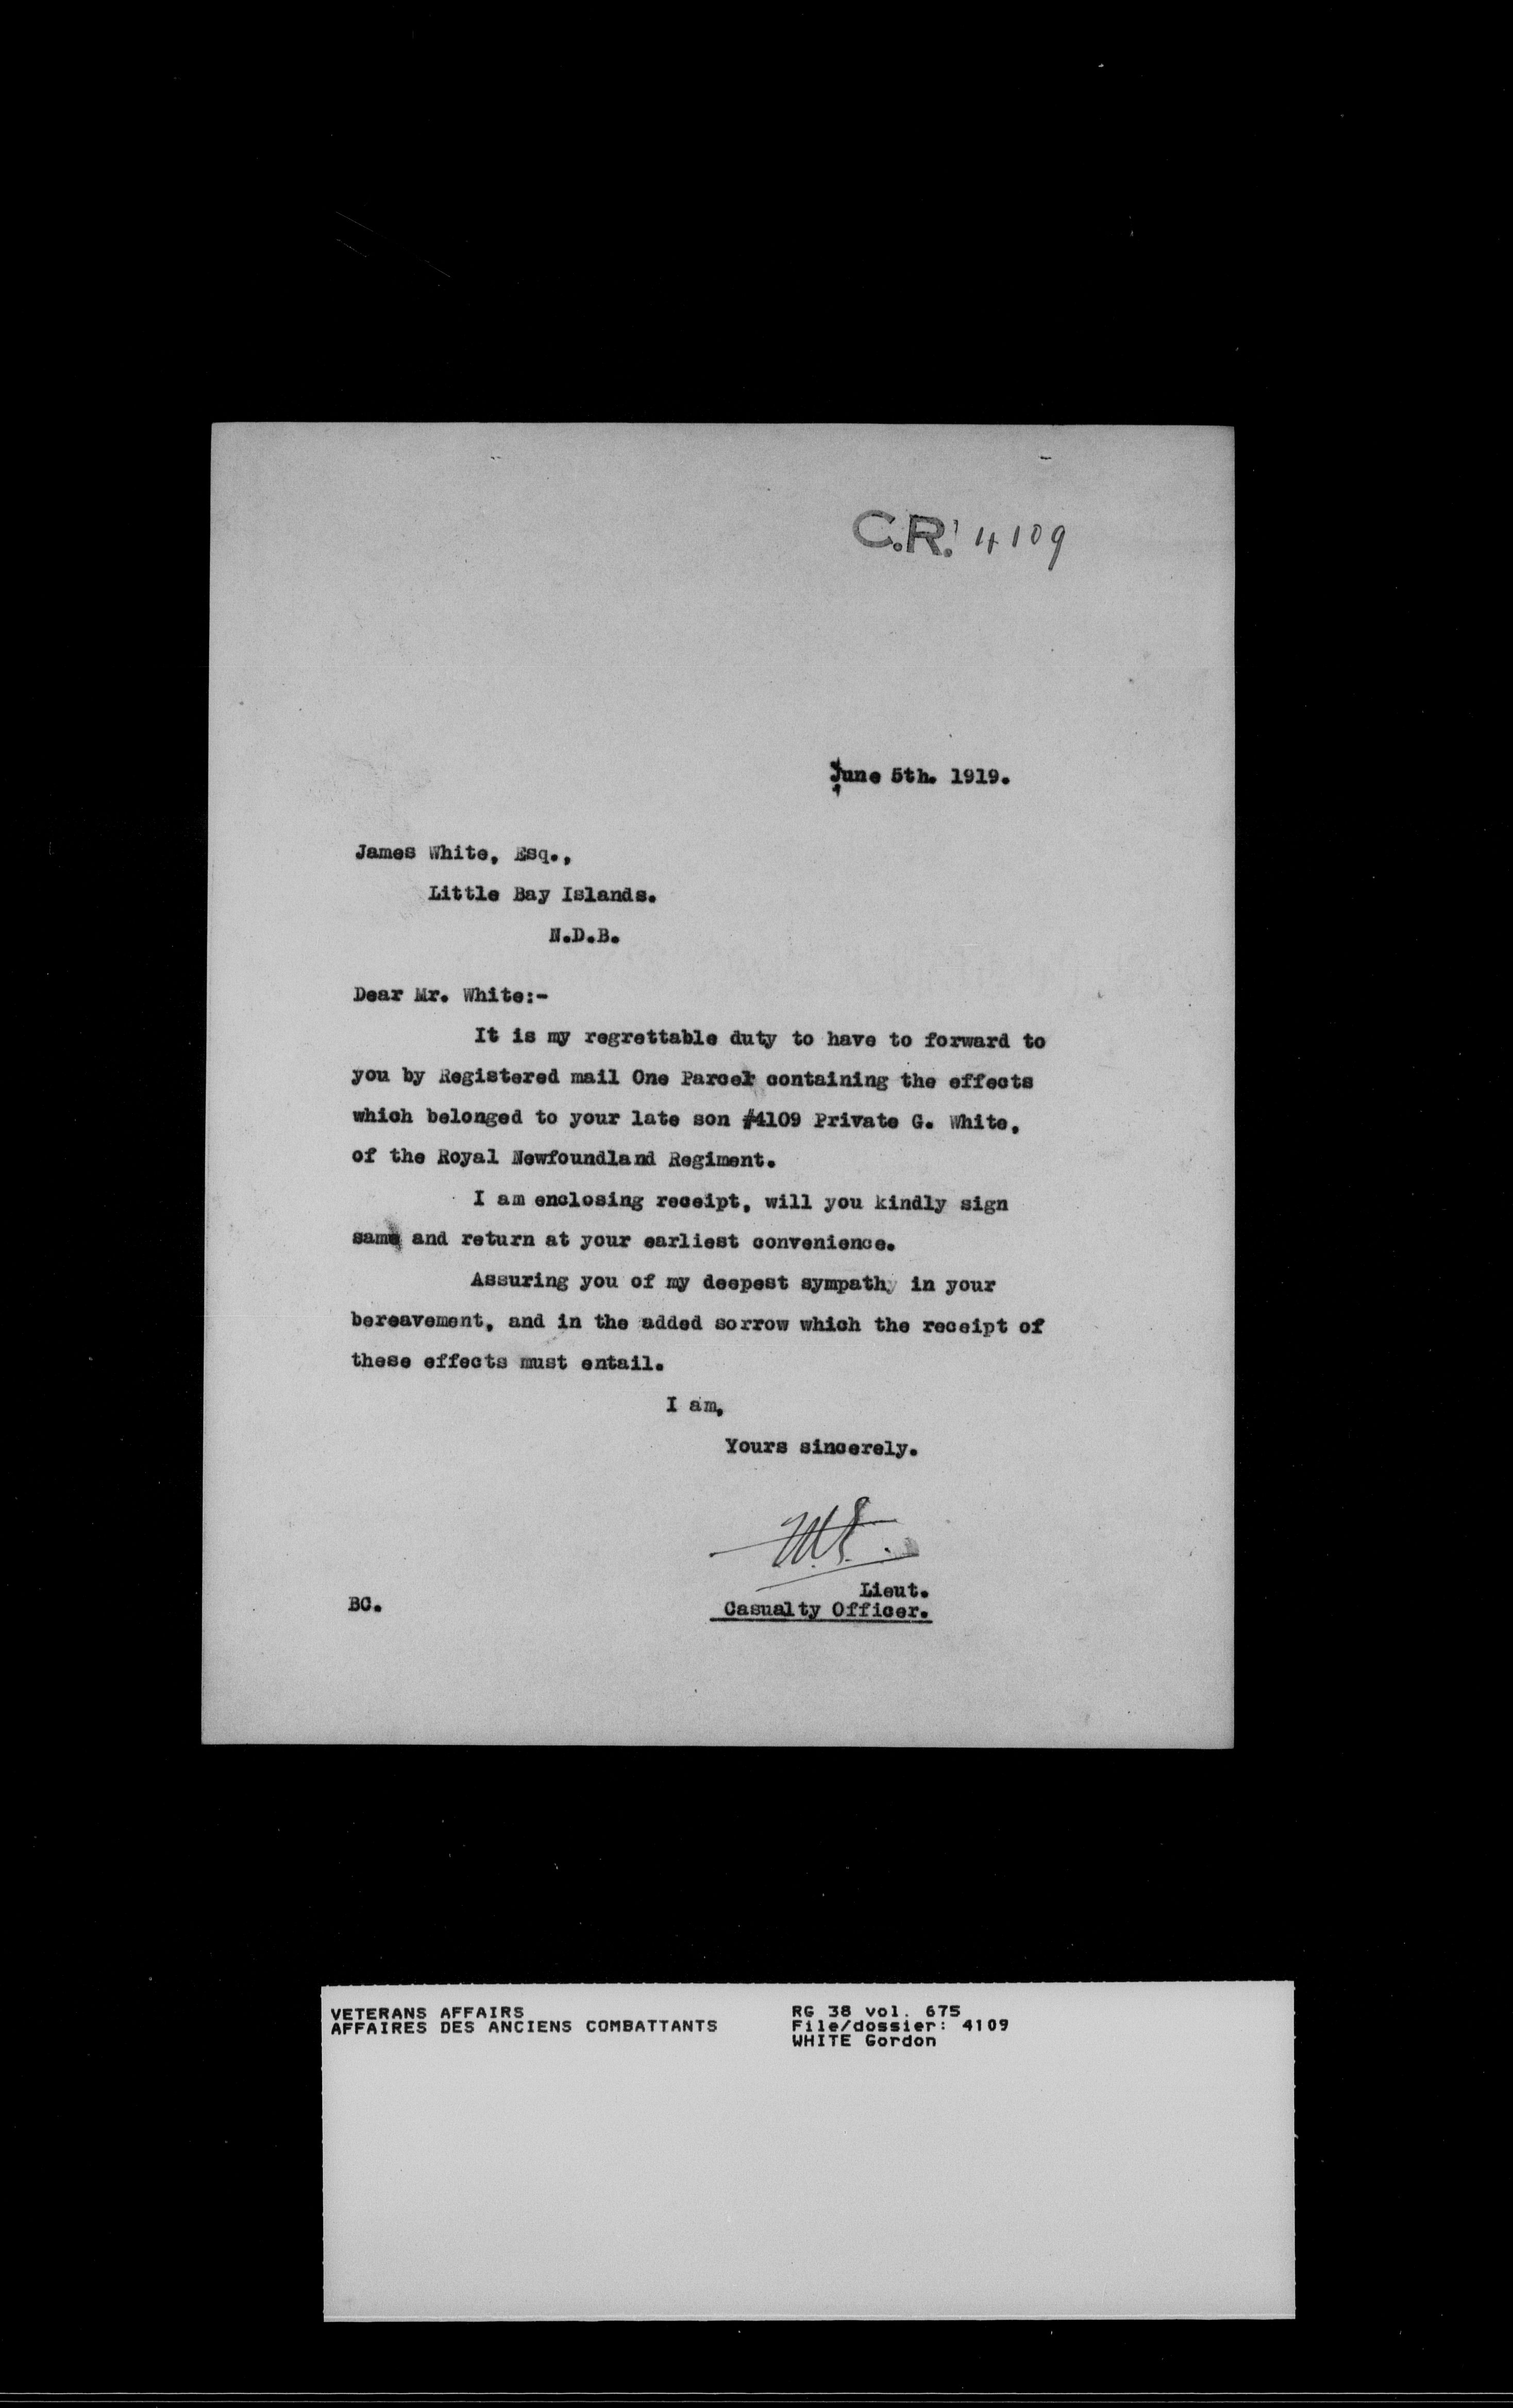 C.R. 4109
June 5th. 1919.
James White, Esq.,
Little Bay Islands.
N.D.B.
Dear Mr. White:-
It is my regrettable duty to have to forward to
you by Registered mail One Parcel containing the effects
which belonged to your late son #4109 Private G. White,
of the Royal Newfoundland Regiment.
I am enclosing receipt, will you kindly sign
same and return at your earliest convenience.
Assuring you of my deepest sympathy in your
bereavement, and in the added sorrow which the receipt of
these effects must entail.
I am,
Yours sincerely.
Lieut.
BC.
Casualty Officer.
VETERANS AFFAIRS
AFFAIRES DES ANCIENS COMBATTANTS
RG 38 vol. 675
File/dossier: 4109
WHITE Gordon